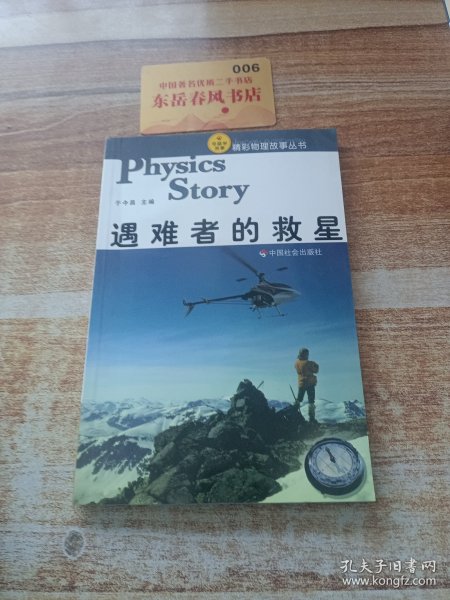 006
中国著名优质二手书店
东岳春风书店
精彩物理故事丛书
Physics
Story
于今昌 主编
遇难者的救星
中国社会出版社
孔夫子旧书网
www.kongfz.com